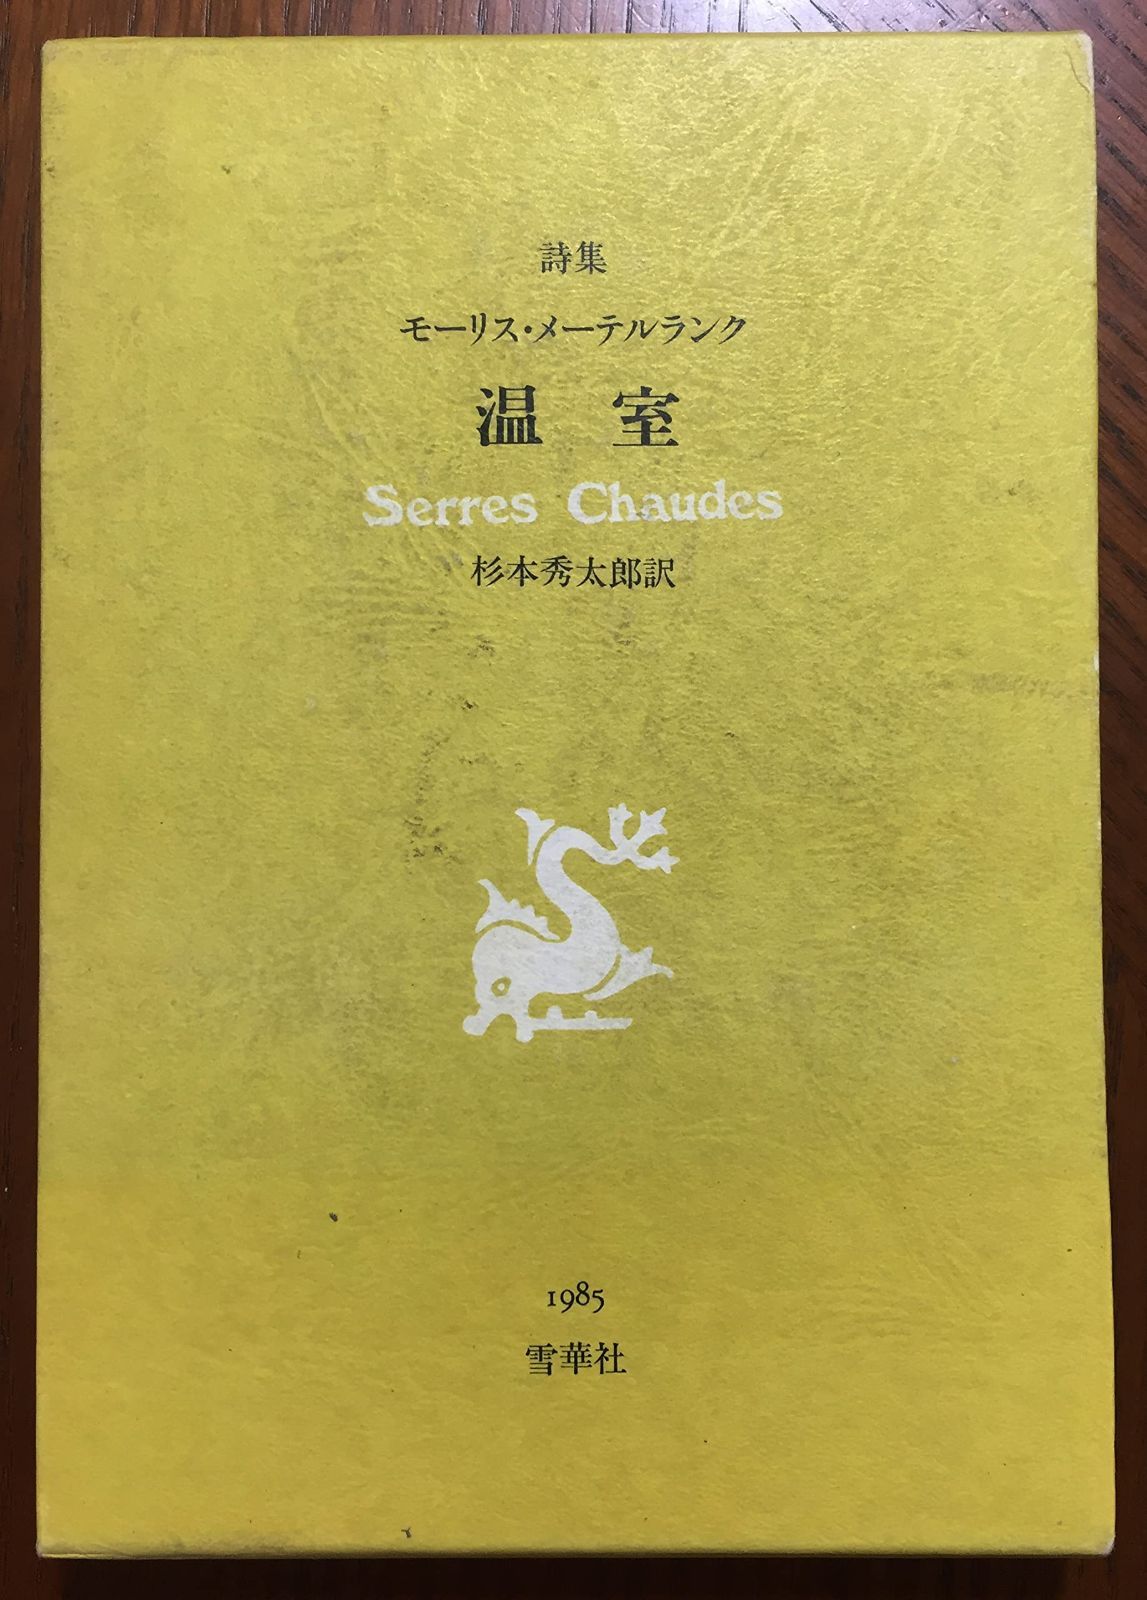 詩集
モーリス・メーテルランク
温室
Serres Chaudes
杉本秀太郎訳
1985
雪華社